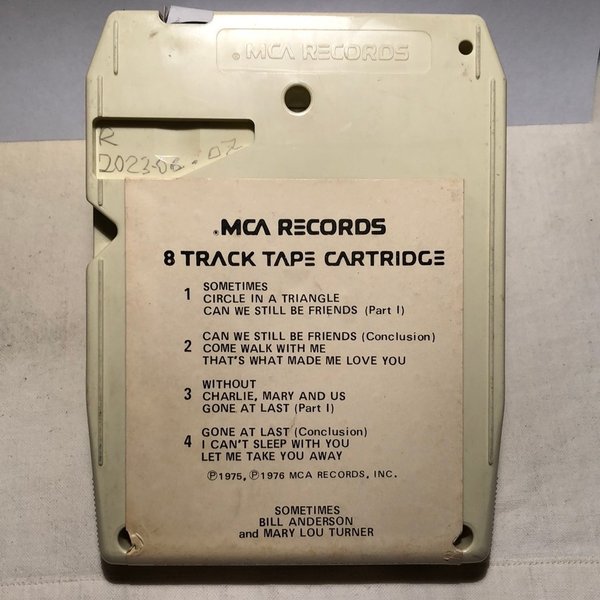 ® MCA RECORDS
R
2023-06-07
® MCA RECORDS
8 TRACK TAPE CARTRIDGE
1 SOMETIMES
CIRCLE IN A TRIANGLE
CAN WE STILL BE FRIENDS (Part I)
2 CAN WE STILL BE FRIENDS (Conclusion)
COME WALK WITH ME
THAT'S WHAT MADE ME LOVE YOU
3 WITHOUT
CHARLIE, MARY AND US
GONE AT LAST (Part I)
4 GONE AT LAST (Conclusion)
I CAN'T SLEEP WITH YOU
LET ME TAKE YOU AWAY
Ⓟ1975, Ⓟ1976 MCA RECORDS, INC.
SOMETIMES
BILL ANDERSON
and MARY LOU TURNER